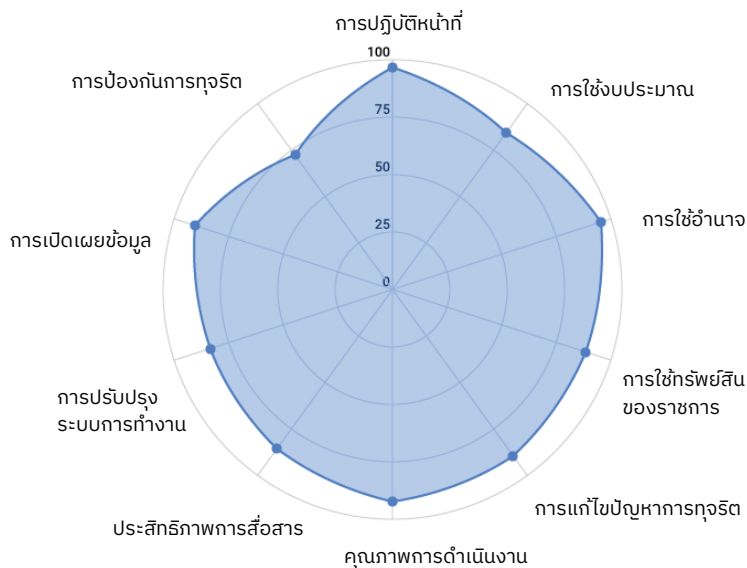 การปฏิบัติหน้าที่
100
การป้องกันการทุจริต
การใช้งบประมาณ
75
50
การใช้อำนาจ
25
การเปิดเผยข้อมูล
0
การใช้ทรัพย์สิน
ของราชการ
การปรับปรุง
ระบบการทำงาน
การแก้ไขปัญหาการทุจริต
ประสิทธิภาพการสื่อสาร
คุณภาพการดำเนินงาน